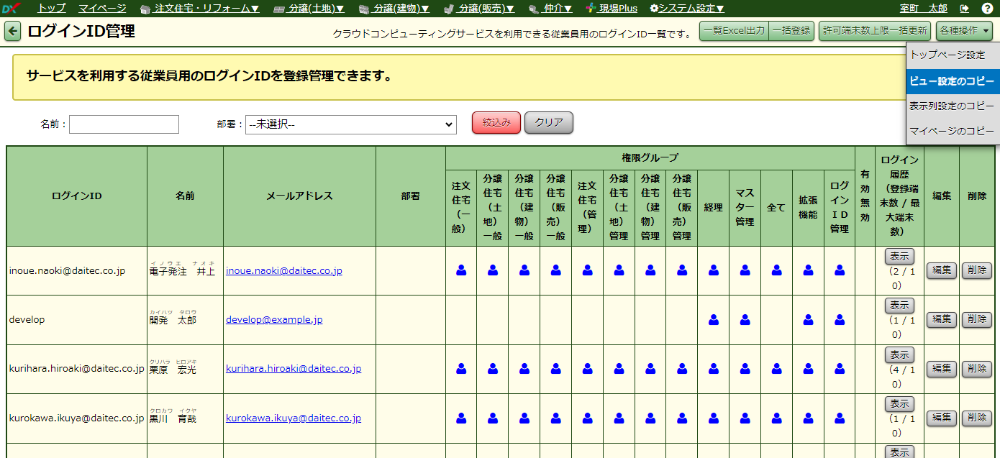 DX トップ マイページ 注文住宅・リフォーム▼ 分譲(土地)▼ 分譲(建物)▼ 分譲(販売)▼ 仲介▼ 現場Plus システム設定▼ 室町　太郎
ログインID管理
クラウドコンピューティングサービスを利用できる従業員用のログインID一覧です。
一覧Excel出力 一括登録 許可端末数上限一括更新 各種操作 ▼
トップページ設定
ビュー設定のコピー
表示列設定のコピー
マイページのコピー
サービスを利用する従業員用のログインIDを登録管理できます。
名前： 部署： --未選択-- 絞込み クリア
ログインID
名前
メールアドレス
部署
権限グループ
注文
住宅
（一
般）
分譲
住宅
（土
地）
一般
分譲
住宅
（建
物）
一般
分譲
住宅
（販
売）
一般
注文
住宅
（管
理）
分譲
住宅
（土
地）
管理
分譲
住宅
（建
物）
管理
分譲
住宅
（販
売）
管理
経理
マス
ター
管理
全て
拡張
機能
ログ
イン
ＩＤ
管理
有
効
無
効
ログイン
履歴
（登録端
末数 / 最
大端末
数）
編集
削除
inoue.naoki@daitec.co.jp
イノウエ　ナオキ
電子発注　井上
inoue.naoki@daitec.co.jp
表示
（2 / 1
0）
編集 削除
develop
カイハツ　タロウ
開発　太郎
develop@example.jp
表示
（1 / 1
0）
編集 削除
kurihara.hiroaki@daitec.co.jp
クリハラ　ヒロアキ
栗原　宏光
kurihara.hiroaki@daitec.co.jp
表示
（4 / 1
0）
編集 削除
kurokawa.ikuya@daitec.co.jp
クロカワ　イクヤ
黒川　育哉
kurokawa.ikuya@daitec.co.jp
表示
（1 / 1
0）
編集 削除
表示